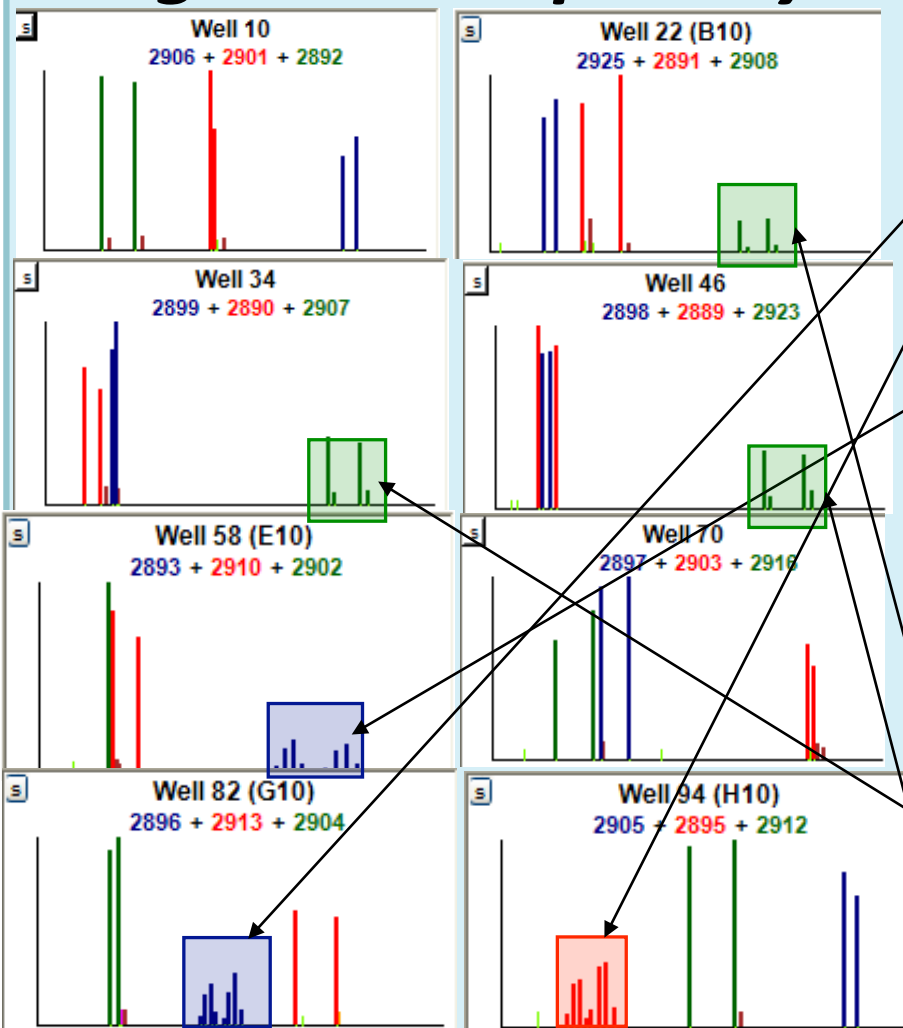 s
Well 10
2906 + 2901 + 2892
s
Well 22 (B10)
2925 + 2891 + 2908
s
Well 34
2899 + 2890 + 2907
Well 46
2898 + 2889 + 2923
s
Well 58 (E10)
2893 + 2910 + 2902
s
Well 70
2897 + 2903 + 2916
s
Well 82 (G10)
2896 + 2913 + 2904
s
Well 94 (H10)
2905 + 2895 + 2912